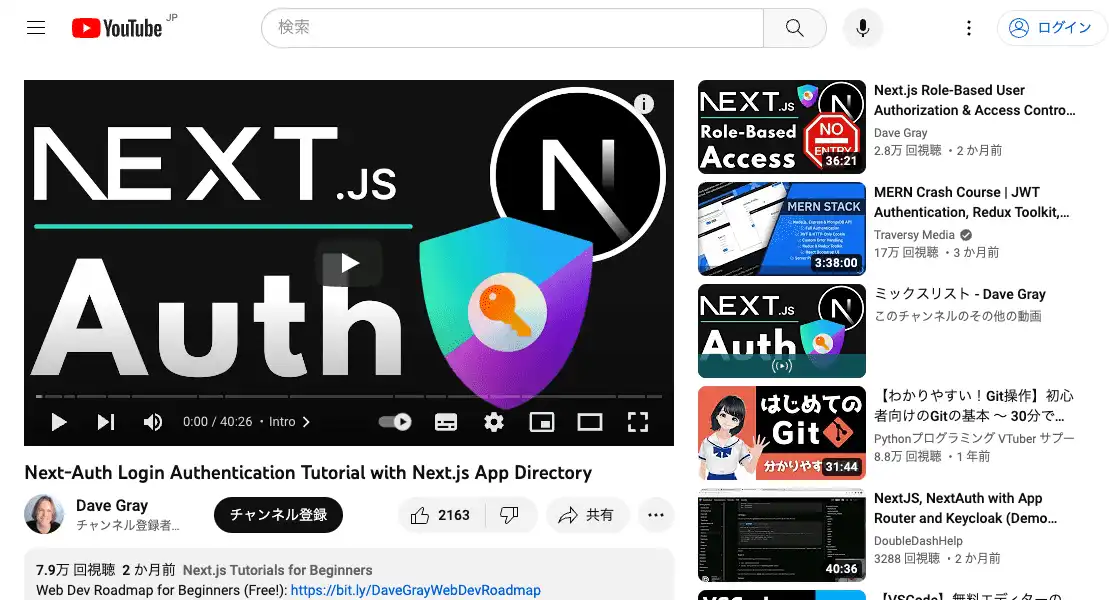 YouTube JP
検索
ログイン
NEXT.JS
Auth
N
i
0:00 / 40:26 • Intro
Next-Auth Login Authentication Tutorial with Next.js App Directory
Dave Gray
チャンネル登録者...
チャンネル登録
2163
共有
7.9万 回視聴 2 か月前 Next.js Tutorials for Beginners
Web Dev Roadmap for Beginners (Free!): https://bit.ly/DaveGrayWebDevRoadmap
NEXT.JS
N
Role-Based
Access
NO
ENTRY
36:21
Next.js Role-Based User
Authorization & Access Contro...
Dave Gray
2.8万 回視聴 ・2 か月前
MERN STACK
3:38:00
MERN Crash Course | JWT
Authentication, Redux Toolkit,...
Traversy Media
17万 回視聴 ・3 か月前
NEXT.JS
N
Auth
ミックスリスト - Dave Gray
このチャンネルのその他の動画
はじめての
Git
分かりやす
31:44
【わかりやすい！Git操作】初心
者向けのGitの基本 〜 30分で...
Pythonプログラミング VTuber サプー
8.8万 回視聴 ・1 年前
40:36
NextJS, NextAuth with App
Router and Keycloak (Demo...
DoubleDashHelp
3288 回視聴 ・2 か月前